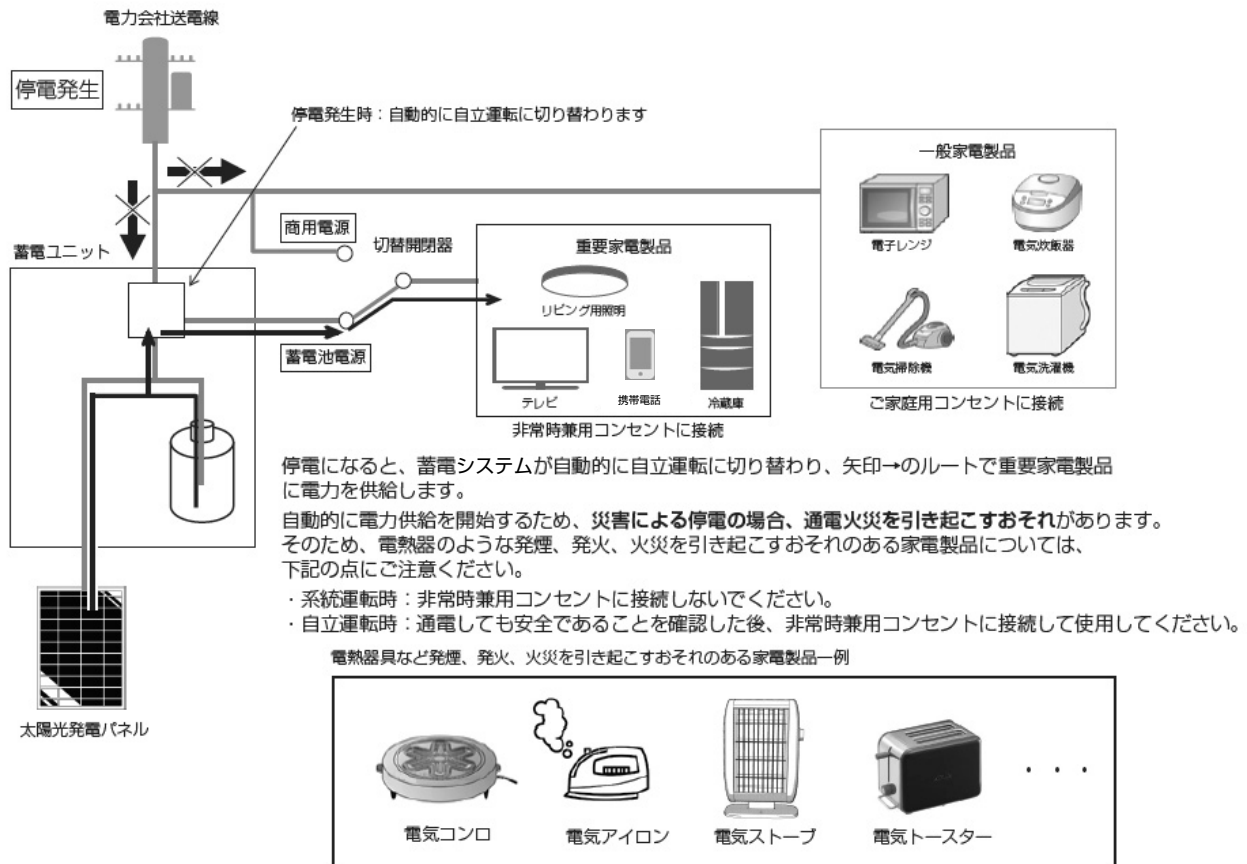 電力会社送電線
停電発生
停電発生時：自動的に自立運転に切り替わります
一般家電製品
電子レンジ
電気炊飯器
電気掃除機
電気洗濯機
ご家庭用コンセントに接続
商用電源
切替開閉器
蓄電ユニット
重要家電製品
リビング用照明
テレビ
携帯電話
冷蔵庫
非常時兼用コンセントに接続
蓄電池電源
停電になると、蓄電システムが自動的に自立運転に切り替わり、矢印→のルートで重要家電製品
に電力を供給します。
自動的に電力供給を開始するため、災害による停電の場合、通電火災を引き起こすおそれがあります。
そのため、電熱器のような発煙、発火、火災を引き起こすおそれのある家電製品については、
下記の点にご注意ください。
・系統運転時：非常時兼用コンセントに接続しないでください。
・自立運転時：通電しても安全であることを確認した後、非常時兼用コンセントに接続して使用してください。
太陽光発電パネル
電熱器具など発煙、発火、火災を引き起こすおそれのある家電製品一例
電気コンロ
電気アイロン
電気ストーブ
電気トースター
・・・